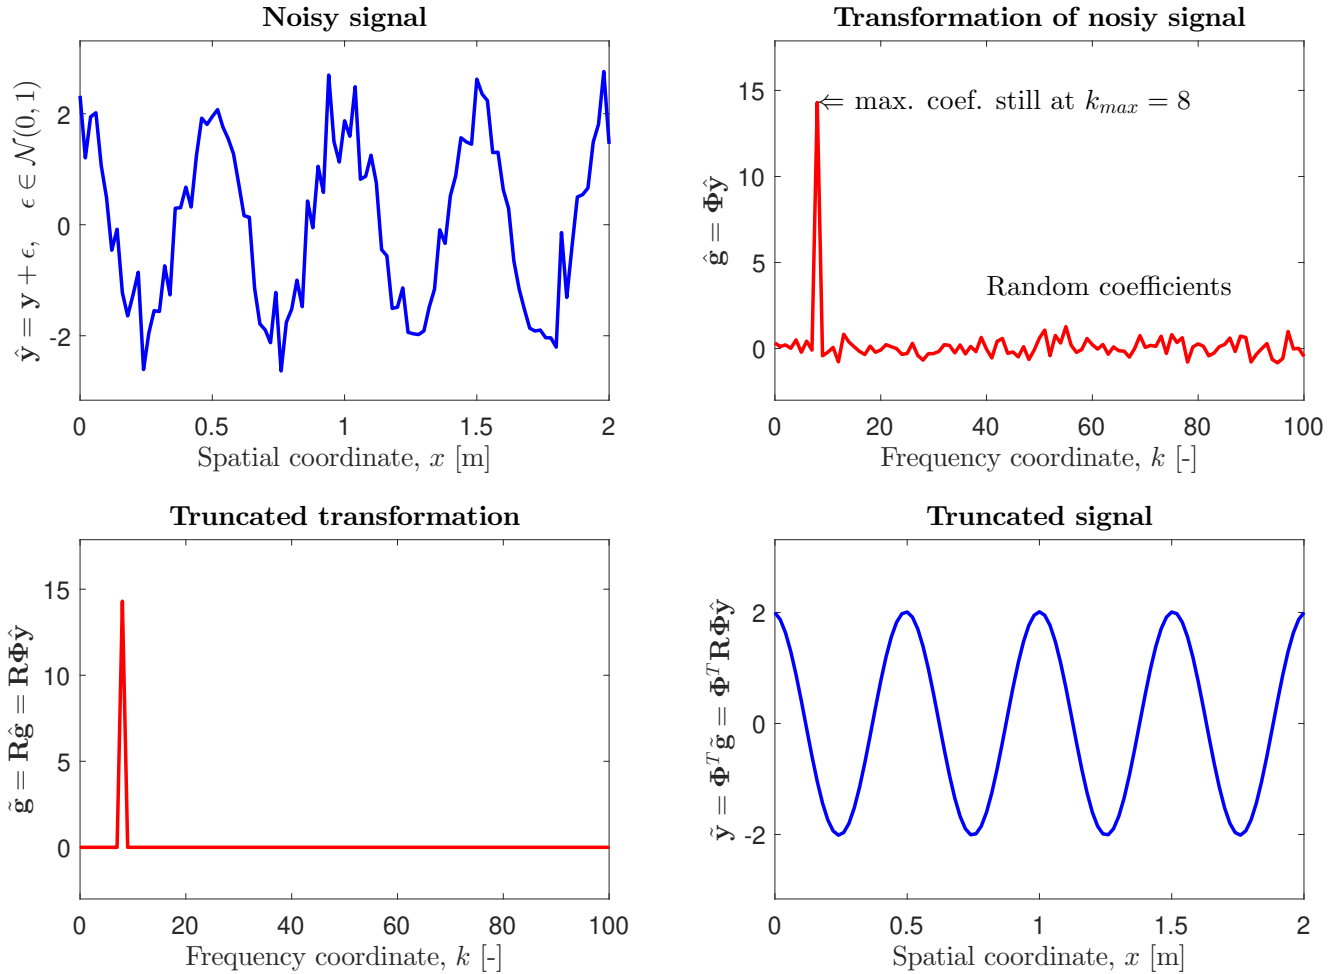 Noisy signal
ŷ = y + ϵ, ϵ ∈ 𝒩(0, 1)
2
0
-2
0 0.5 1 1.5 2
Spatial coordinate, x [m]
Transformation of nosiy signal
ĝ = Φŷ
15
10
5
0
⇐ max. coef. still at k_max = 8
Random coefficients
0 20 40 60 80 100
Frequency coordinate, k [-]
Truncated transformation
g̃ = Rĝ = RΦŷ
15
10
5
0
0 20 40 60 80 100
Frequency coordinate, k [-]
Truncated signal
ỹ = Φ^T g̃ = Φ^T RΦŷ
2
0
-2
0 0.5 1 1.5 2
Spatial coordinate, x [m]